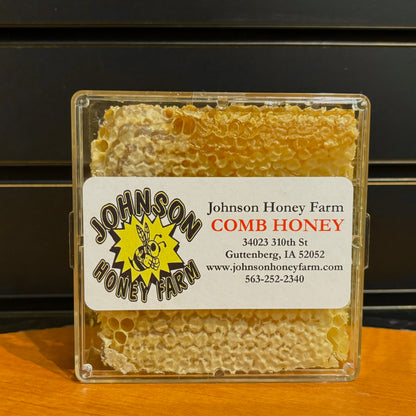 JOHNSON
HONEY FARM
Johnson Honey Farm
COMB HONEY
34023 310th St
Guttenberg, IA 52052
www.johnsonhoneyfarm.com
563-252-2340